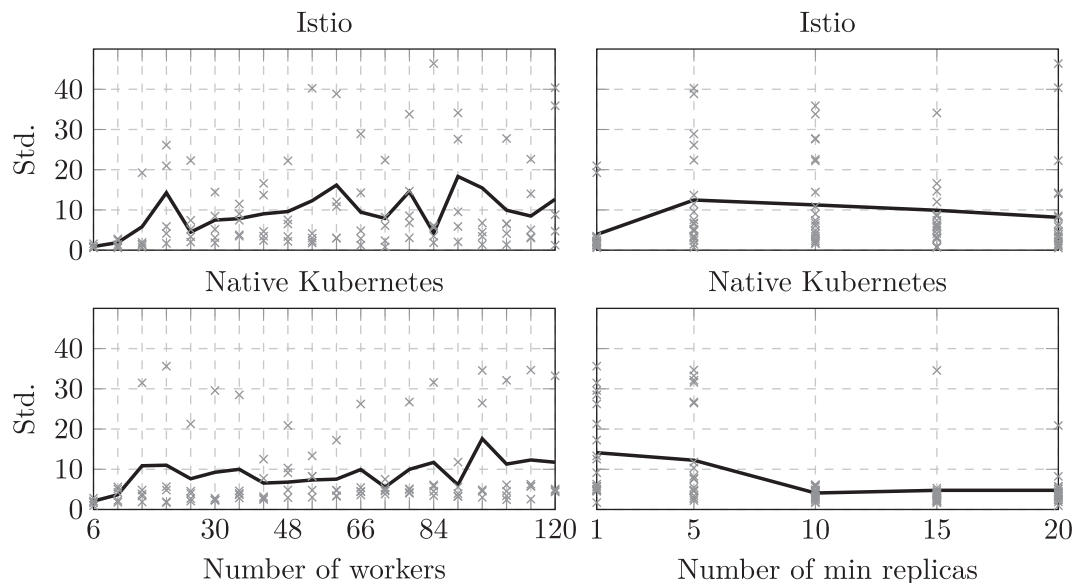 Istio
Istio
Std.
40
30
20
10
0
Native Kubernetes
Native Kubernetes
Std.
40
30
20
10
0
6 30 48 66 84 120
1 5 10 15 20
Number of workers
Number of min replicas